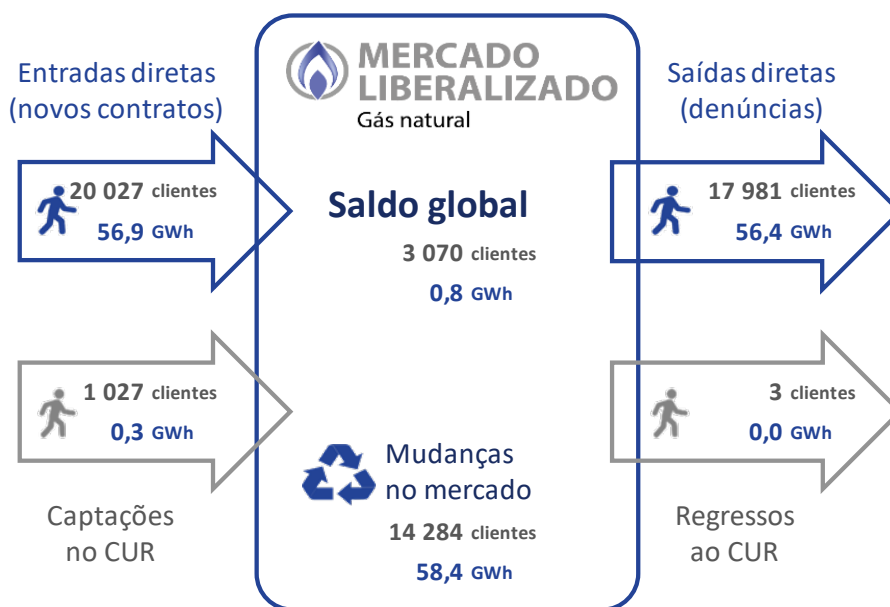 Entradas diretas
(novos contratos)
20 027 clientes
56,9 GWh
1 027 clientes
0,3 GWh
Captações
no CUR
MERCADO
LIBERALIZADO
Gás natural
Saldo global
3 070 clientes
0,8 GWh
Mudanças
no mercado
14 284 clientes
58,4 GWh
Saídas diretas
(denúncias)
17 981 clientes
56,4 GWh
3 clientes
0,0 GWh
Regressos
ao CUR